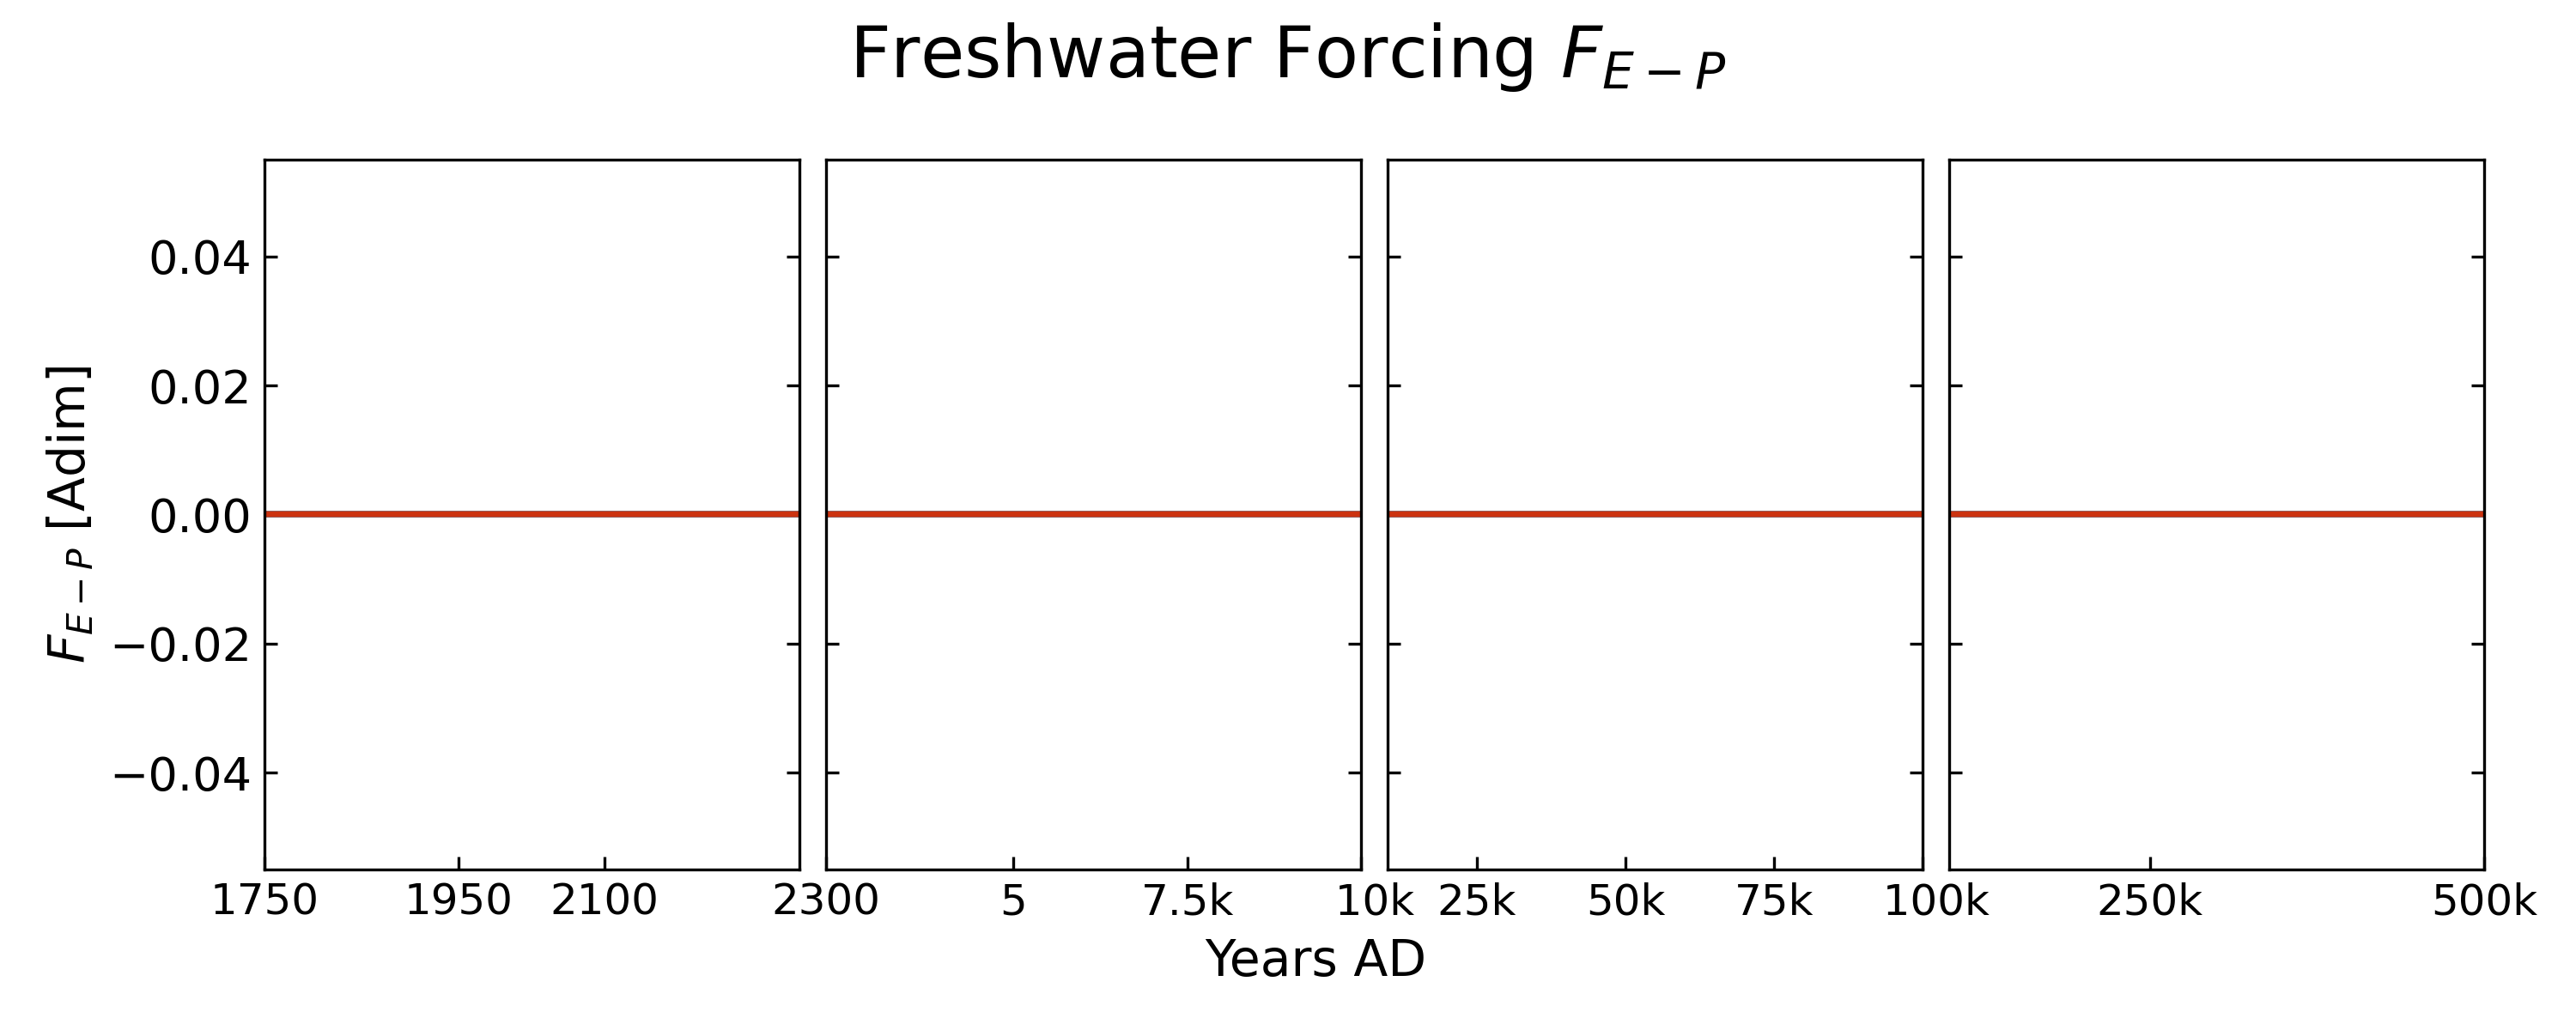 Freshwater Forcing F_{E−P}
F_{E−P} [Adim]
0.04
0.02
0.00
−0.02
−0.04
1750 1950 2100 2300 5 7.5k 10k 25k 50k 75k 100k 250k 500k
Years AD